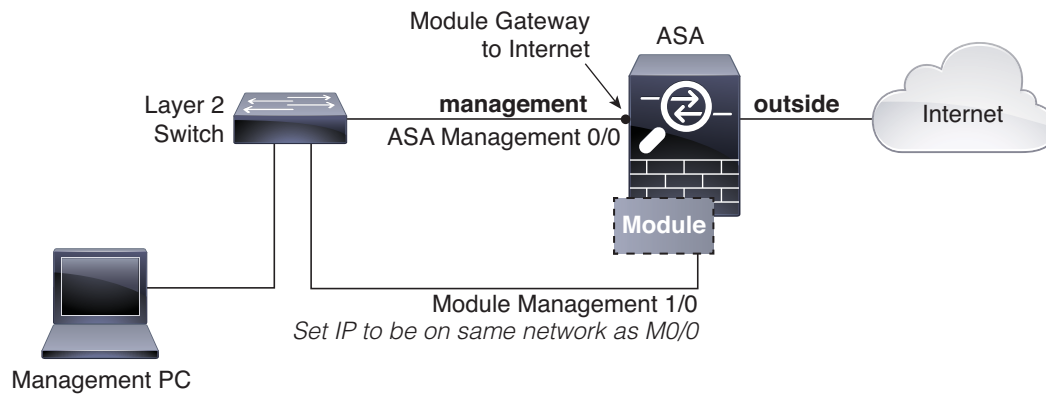 Module Gateway
to Internet
ASA
Layer 2
Switch
management
ASA Management 0/0
outside
Internet
Module
Module Management 1/0
Set IP to be on same network as M0/0
Management PC